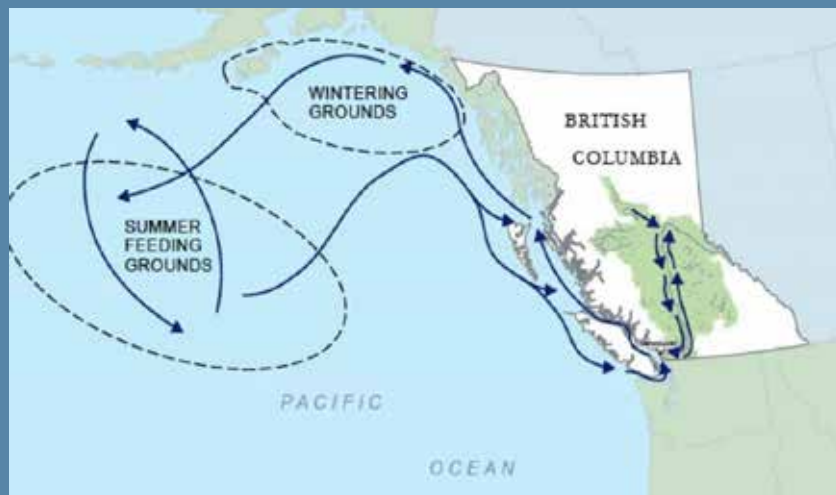 WINTERING
GROUNDS
BRITISH
COLUMBIA
SUMMER
FEEDING
GROUNDS
PACIFIC
OCEAN